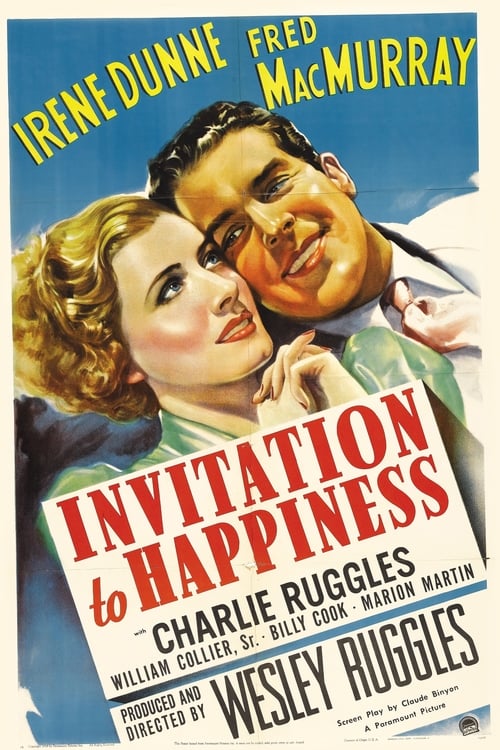 IRENE DUNNE
FRED
MACMURRAY
INVITATION
to HAPPINESS
with CHARLIE RUGGLES
WILLIAM COLLIER, Sr. · BILLY COOK · MARION MARTIN
PRODUCED AND
DIRECTED BY WESLEY RUGGLES
Screen Play by Claude Binyon
A Paramount Picture